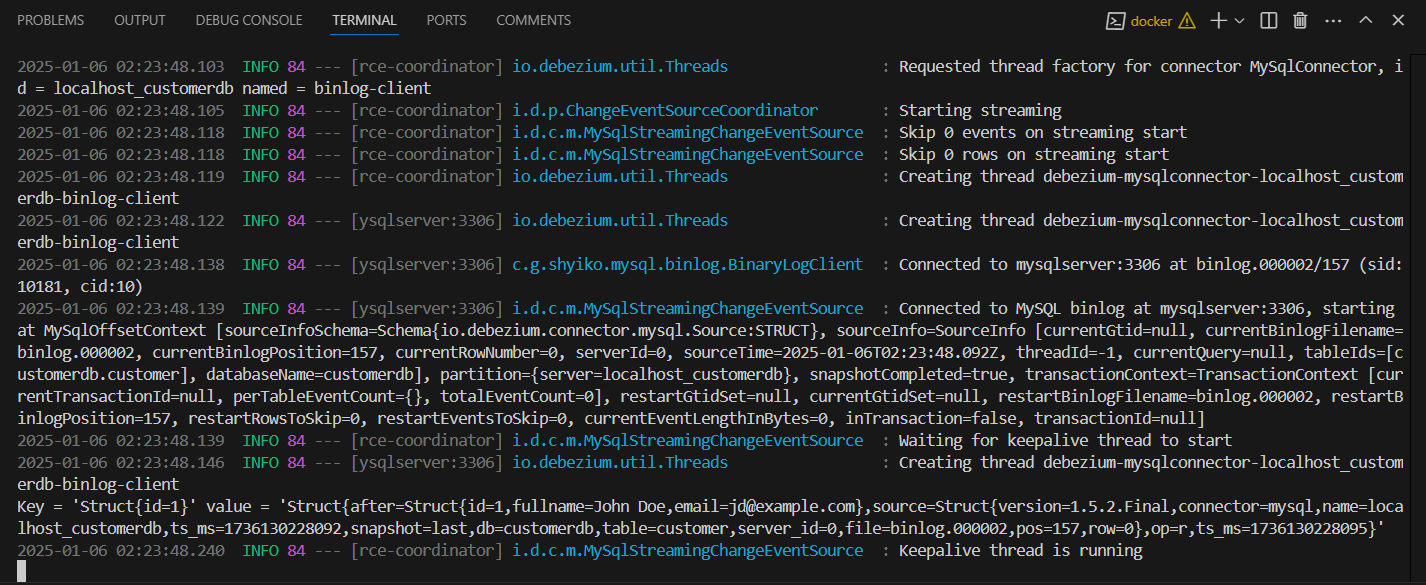 PROBLEMS OUTPUT DEBUG CONSOLE TERMINAL PORTS COMMENTS docker
2025-01-06 02:23:48.103  INFO 84 --- [rce-coordinator] io.debezium.util.Threads                 : Requested thread factory for connector MySqlConnector, i
d = localhost_customerdb named = binlog-client
2025-01-06 02:23:48.105  INFO 84 --- [rce-coordinator] i.d.p.ChangeEventSourceCoordinator       : Starting streaming
2025-01-06 02:23:48.118  INFO 84 --- [rce-coordinator] i.d.c.m.MySqlStreamingChangeEventSource  : Skip 0 events on streaming start
2025-01-06 02:23:48.118  INFO 84 --- [rce-coordinator] i.d.c.m.MySqlStreamingChangeEventSource  : Skip 0 rows on streaming start
2025-01-06 02:23:48.119  INFO 84 --- [rce-coordinator] io.debezium.util.Threads                 : Creating thread debezium-mysqlconnector-localhost_custom
erdb-binlog-client
2025-01-06 02:23:48.122  INFO 84 --- [ysqlserver:3306] io.debezium.util.Threads                 : Creating thread debezium-mysqlconnector-localhost_custom
erdb-binlog-client
2025-01-06 02:23:48.138  INFO 84 --- [ysqlserver:3306] c.g.shyiko.mysql.binlog.BinaryLogClient  : Connected to mysqlserver:3306 at binlog.000002/157 (sid:
10181, cid:10)
2025-01-06 02:23:48.139  INFO 84 --- [ysqlserver:3306] i.d.c.m.MySqlStreamingChangeEventSource  : Connected to MySQL binlog at mysqlserver:3306, starting
at MySqlOffsetContext [sourceInfoSchema=Schema{io.debezium.connector.mysql.Source:STRUCT}, sourceInfo=SourceInfo [currentGtid=null, currentBinlogFilename=
binlog.000002, currentBinlogPosition=157, currentRowNumber=0, serverId=0, sourceTime=2025-01-06T02:23:48.092Z, threadId=-1, currentQuery=null, tableIds=[c
ustomerdb.customer], databaseName=customerdb], partition={server=localhost_customerdb}, snapshotCompleted=true, transactionContext=TransactionContext [cur
rentTransactionId=null, perTableEventCount={}, totalEventCount=0], restartGtidSet=null, currentGtidSet=null, restartBinlogFilename=binlog.000002, restartB
inlogPosition=157, restartRowsToSkip=0, restartEventsToSkip=0, currentEventLengthInBytes=0, inTransaction=false, transactionId=null]
2025-01-06 02:23:48.139  INFO 84 --- [rce-coordinator] i.d.c.m.MySqlStreamingChangeEventSource  : Waiting for keepalive thread to start
2025-01-06 02:23:48.146  INFO 84 --- [ysqlserver:3306] io.debezium.util.Threads                 : Creating thread debezium-mysqlconnector-localhost_custom
erdb-binlog-client
Key = 'Struct{id=1}' value = 'Struct{after=Struct{id=1,fullname=John Doe,email=jd@example.com},source=Struct{version=1.5.2.Final,connector=mysql,name=loca
lhost_customerdb,ts_ms=1736130228092,snapshot=last,db=customerdb,table=customer,server_id=0,file=binlog.000002,pos=157,row=0},op=r,ts_ms=1736130228095}'
2025-01-06 02:23:48.240  INFO 84 --- [rce-coordinator] i.d.c.m.MySqlStreamingChangeEventSource  : Keepalive thread is running